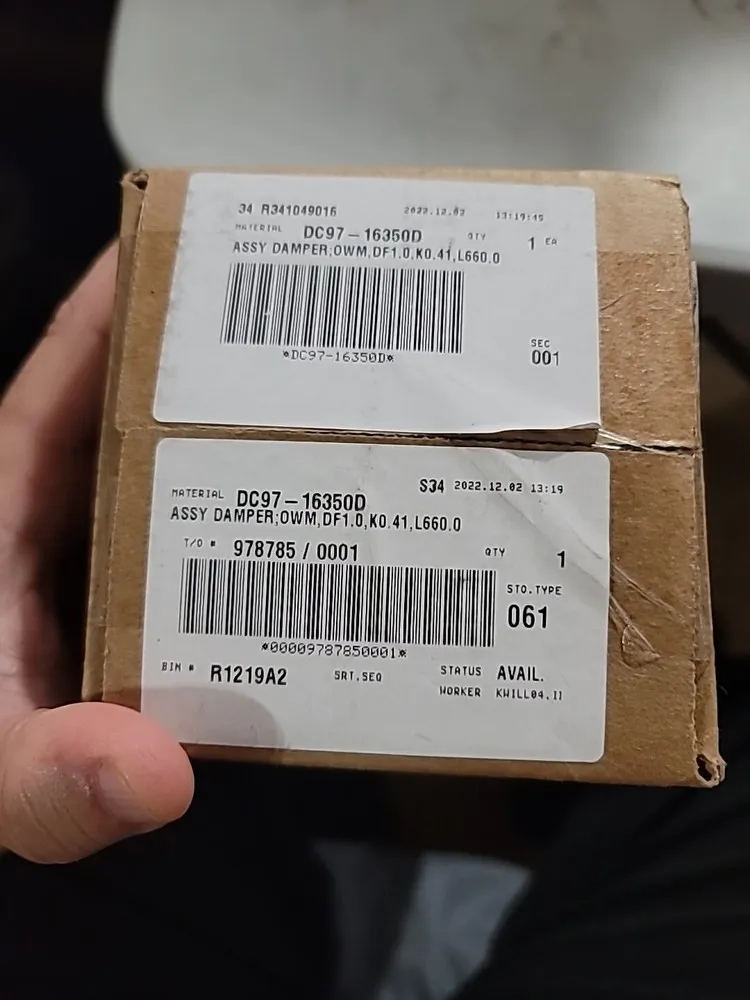 34 R341049016 2022.12.02 13:19:45
MATERIAL DC97-16350D QTY 1 EA
ASSY DAMPER;OWM,DF1.0,K0.41,L660.0
*DC97-16350D*
SEC
001
S34 2022.12.02 13:19
MATERIAL DC97-16350D
ASSY DAMPER;OWM,DF1.0,K0.41,L660.0
T/O # 978785 / 0001 QTY 1
STO.TYPE
061
*00009787850001*
BIN # R1219A2 SRT.SEQ STATUS AVAIL.
WORKER KWILL04.II